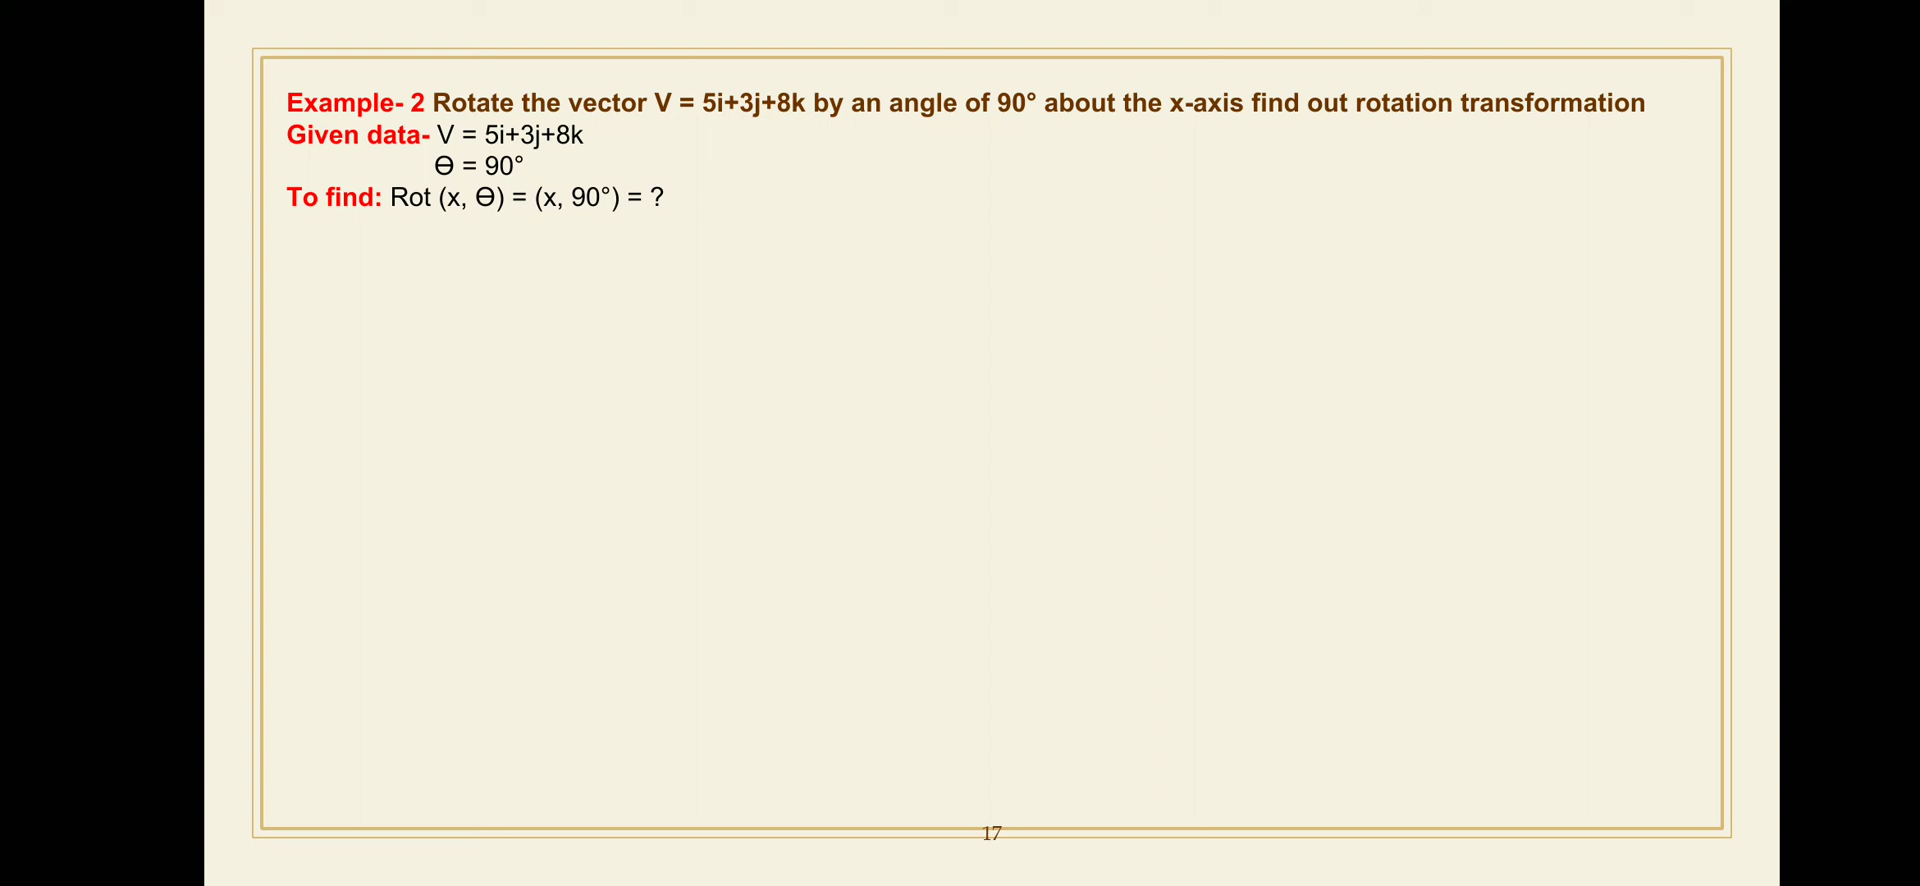 Example- 2 Rotate the vector V = 5i+3j+8k by an angle of 90° about the x-axis find out rotation transformation
Given data- V = 5i+3j+8k
ϴ = 90°
To find: Rot (x, ϴ) = (x, 90°) = ?
17